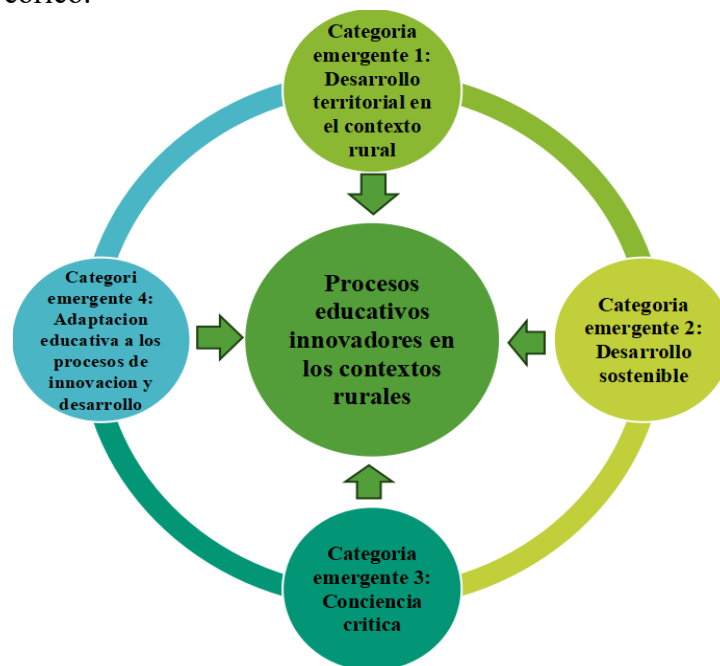 Categoria
emergente 1:
Desarrollo
territorial en
el contexto
rural
Procesos
educativos
innovadores en
los contextos
rurales
Categoria
emergente 2:
Desarrollo
sostenible
Categoria
emergente 3:
Conciencia
critica
Categori
emergente 4:
Adaptacion
educativa a los
procesos de
innovacion y
desarrollo